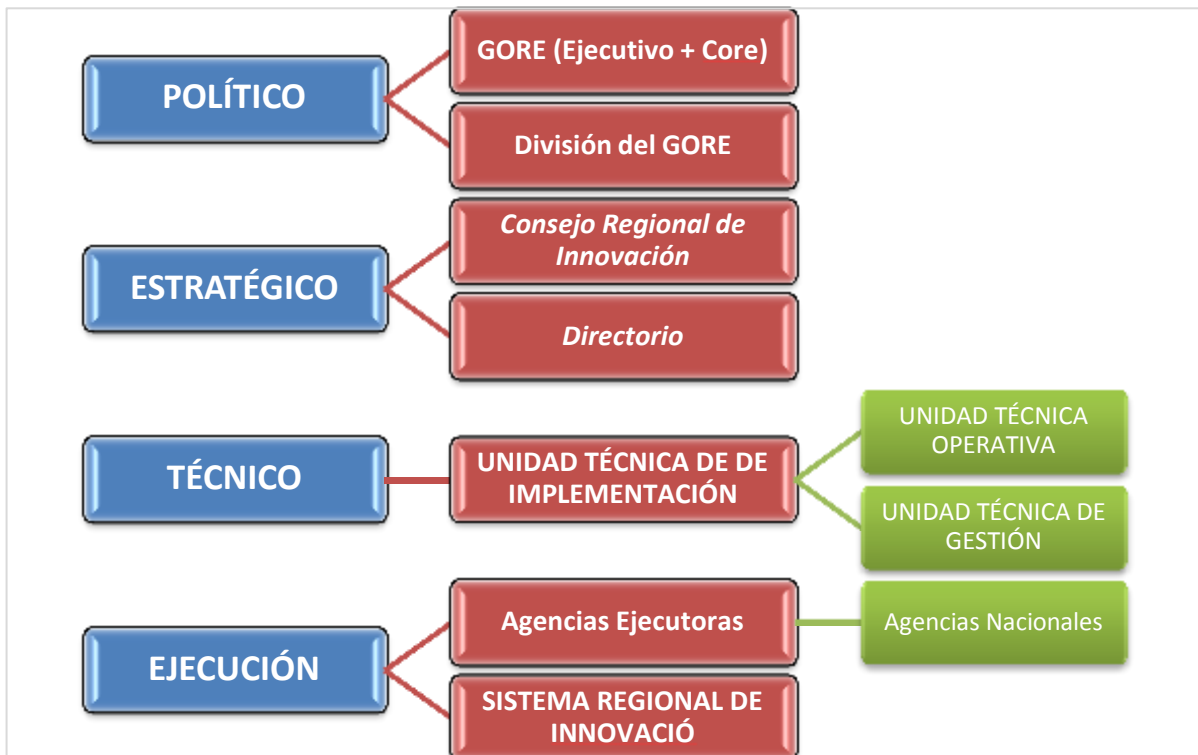 POLÍTICO
GORE (Ejecutivo + Core)
División del GORE
ESTRATÉGICO
Consejo Regional de
Innovación
Directorio
TÉCNICO
UNIDAD TÉCNICA DE DE
IMPLEMENTACIÓN
UNIDAD TÉCNICA
OPERATIVA
UNIDAD TÉCNICA DE
GESTIÓN
EJECUCIÓN
Agencias Ejecutoras
Agencias Nacionales
SISTEMA REGIONAL DE
INNOVACIÓ